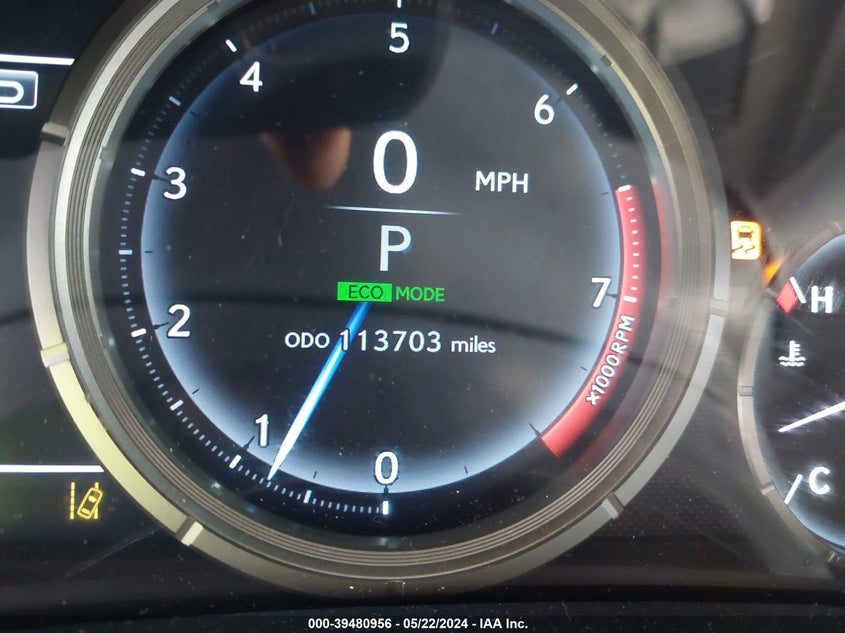 5
4
6
0
MPH
3
P
ECO MODE
7
H
2
ODO 113703 miles
x1000RPM
1
0
C
000-39480956 - 05/22/2024 - IAA Inc.